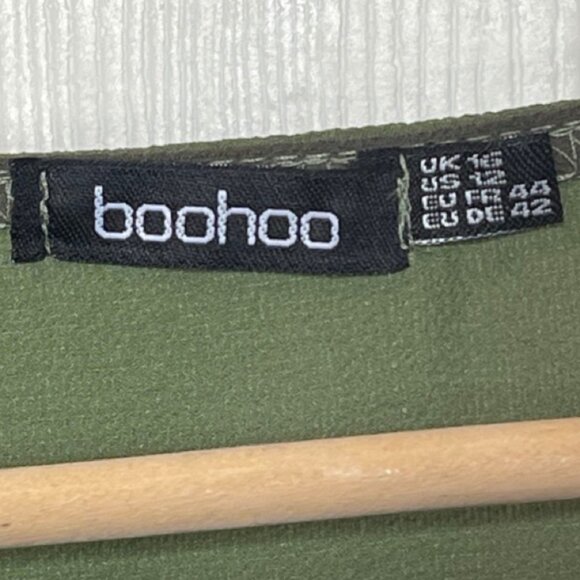 boohoo
UK 16
US 12
EU FR 44
EU DE 42